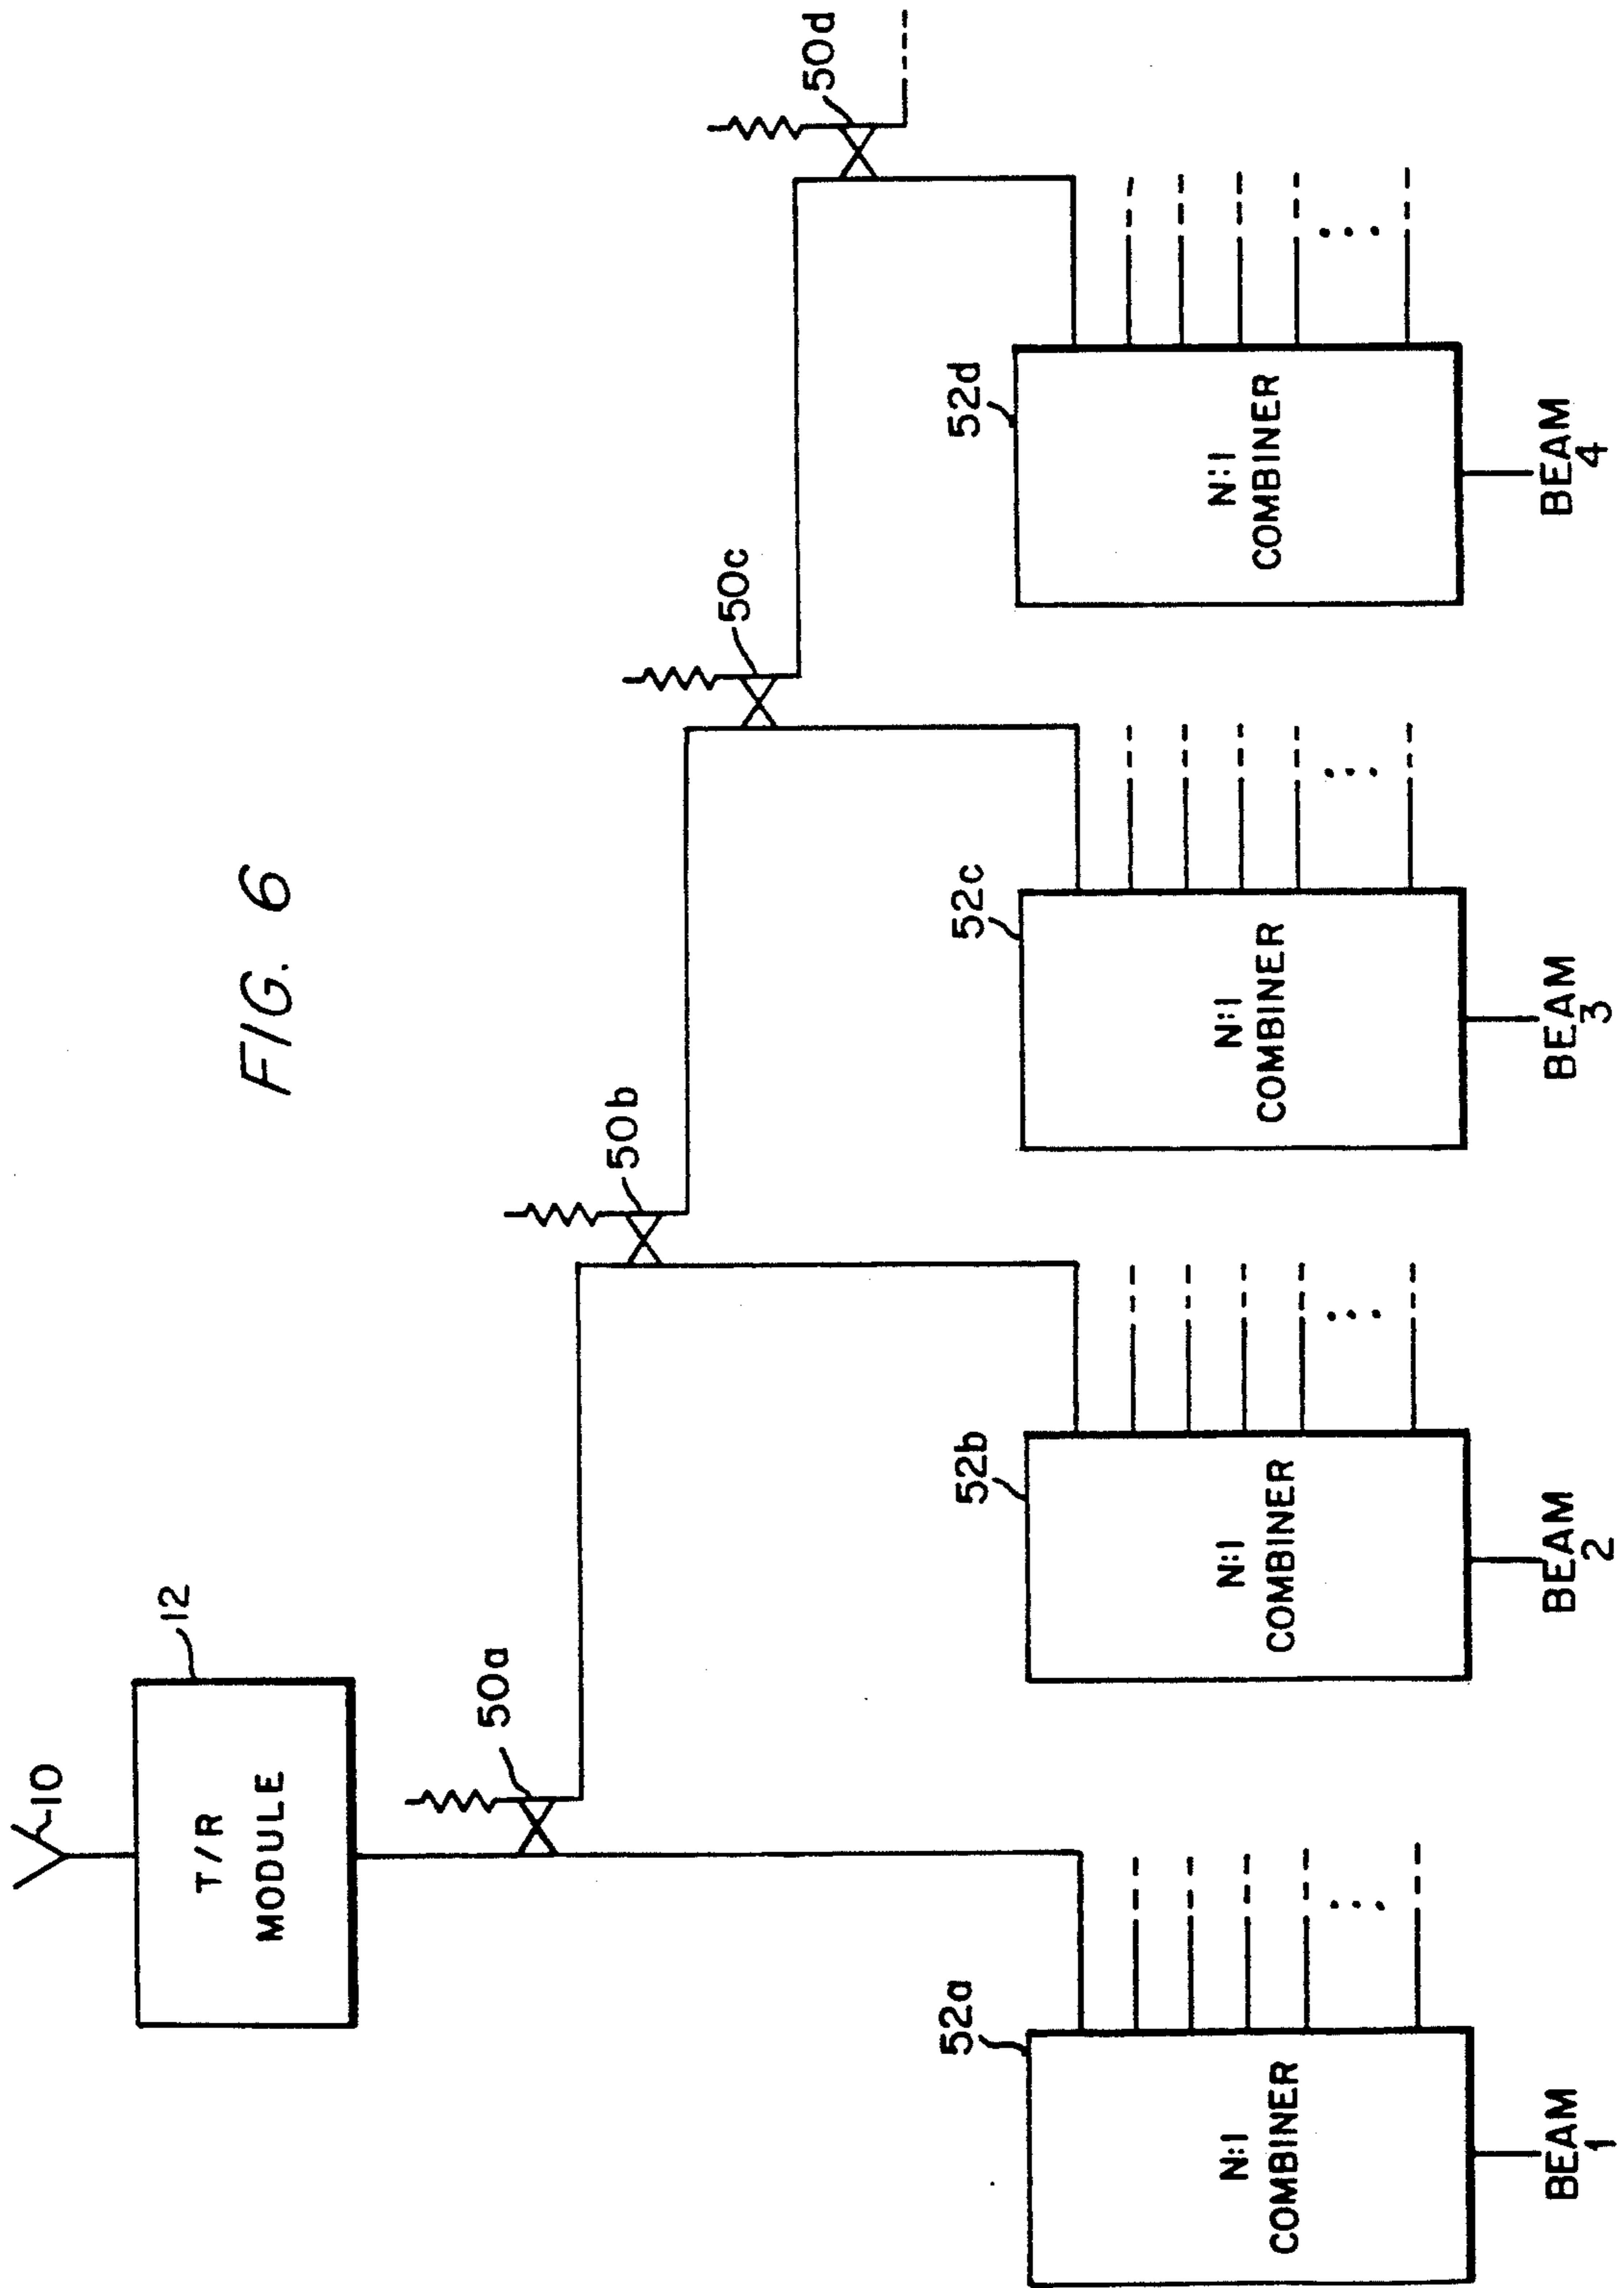 FIG. 6
10
12
T/R
MODULE
50a
50b
50c
50d
52a
N:1
COMBINER
BEAM
1
52b
N:1
COMBINER
BEAM
2
52c
N:1
COMBINER
BEAM
3
52d
N:1
COMBINER
BEAM
4